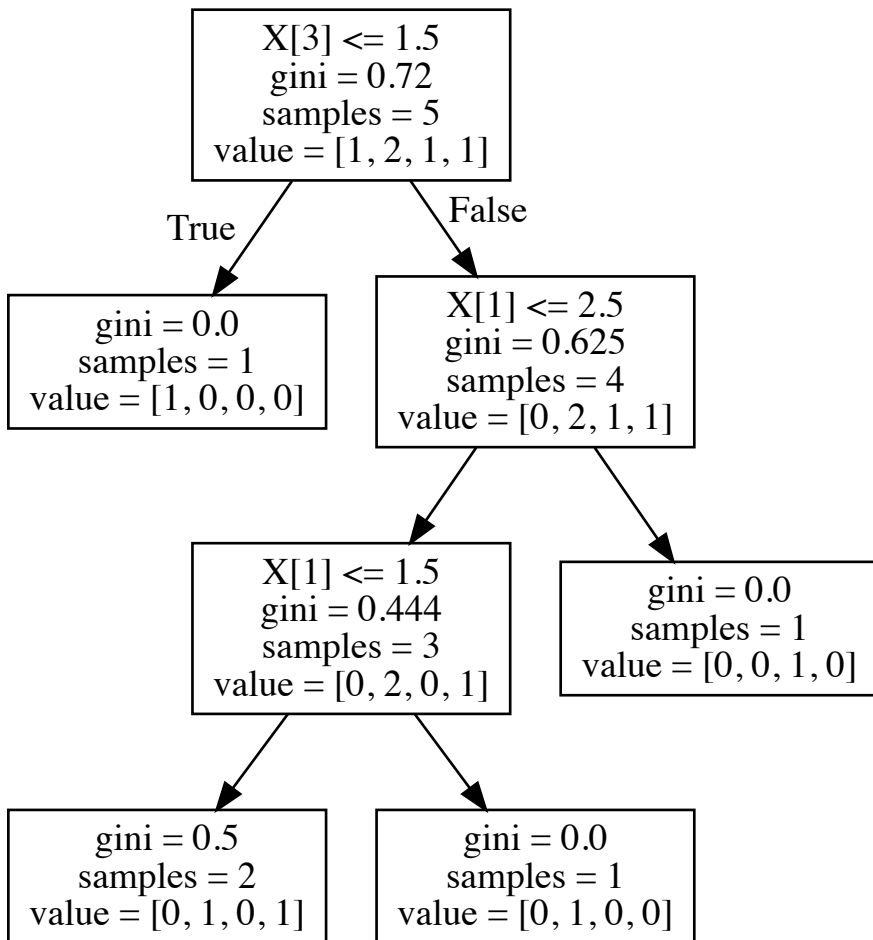 X[3] <= 1.5
gini = 0.72
samples = 5
value = [1, 2, 1, 1]
True
False
gini = 0.0
samples = 1
value = [1, 0, 0, 0]
X[1] <= 2.5
gini = 0.625
samples = 4
value = [0, 2, 1, 1]
X[1] <= 1.5
gini = 0.444
samples = 3
value = [0, 2, 0, 1]
gini = 0.0
samples = 1
value = [0, 0, 1, 0]
gini = 0.5
samples = 2
value = [0, 1, 0, 1]
gini = 0.0
samples = 1
value = [0, 1, 0, 0]